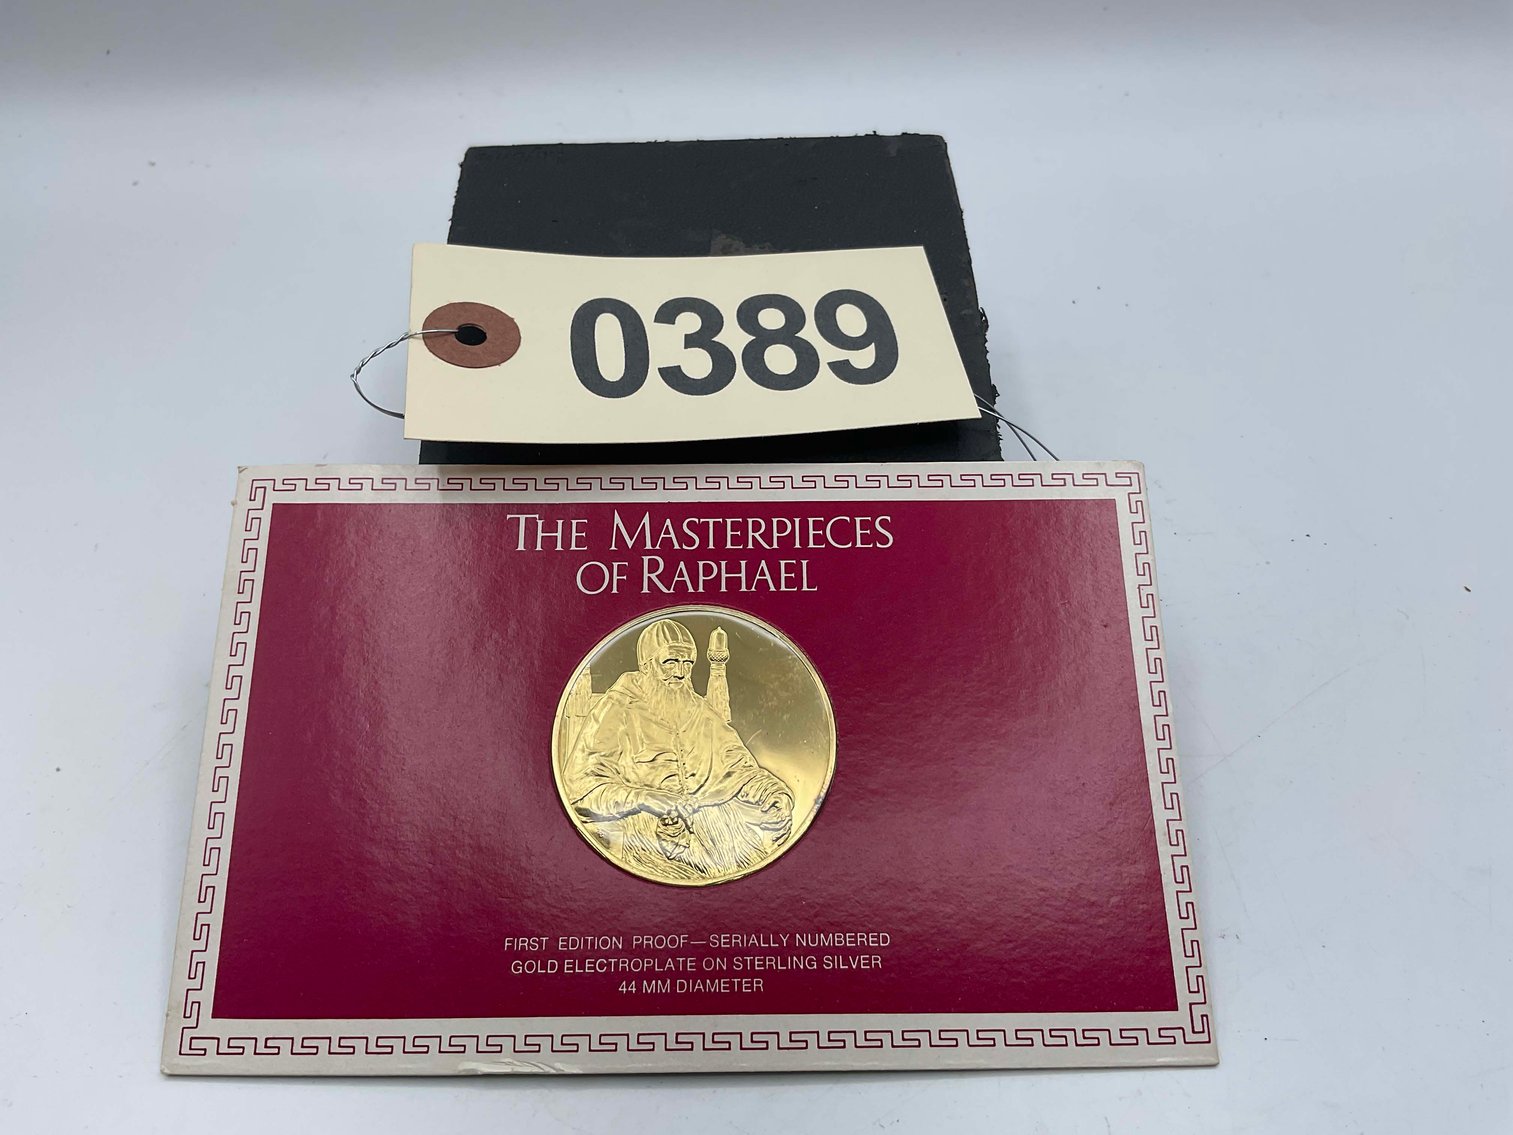 0389
THE MASTERPIECES
OF RAPHAEL
FIRST EDITION PROOF—SERIALLY NUMBERED
GOLD ELECTROPLATE ON STERLING SILVER
44 MM DIAMETER